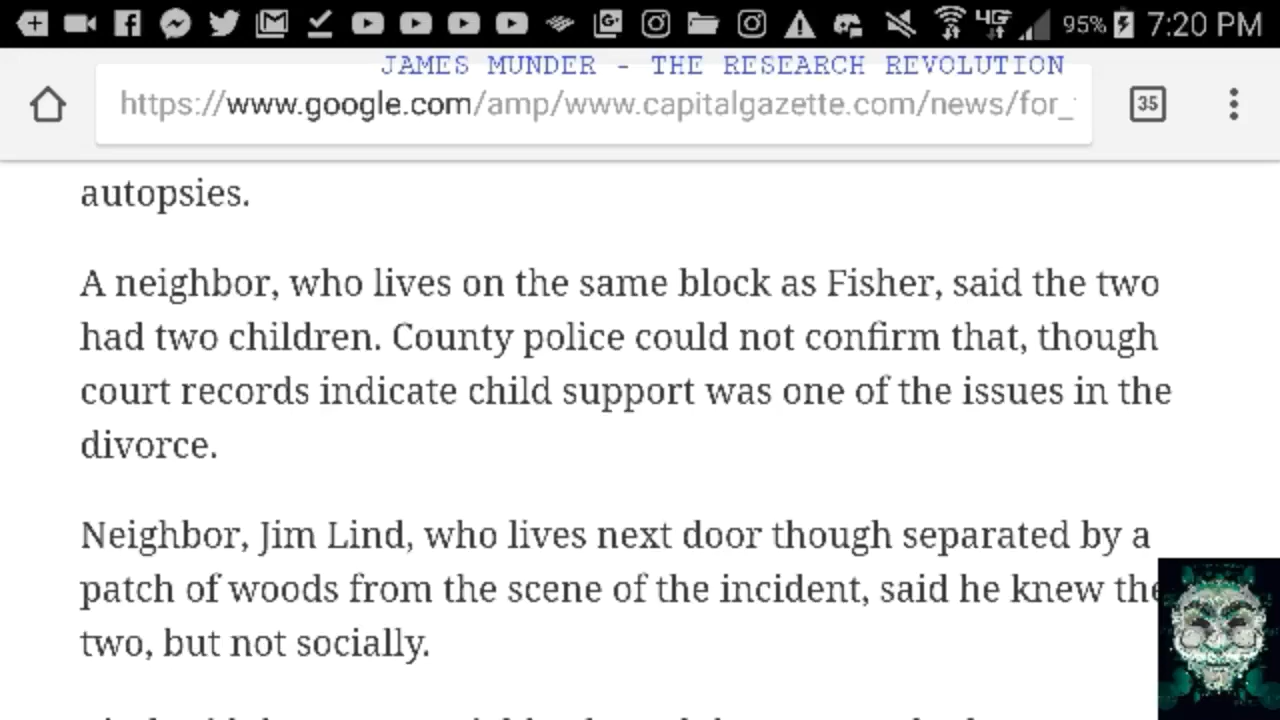 4G 95% 7:20 PM
JAMES MUNDER - THE RESEARCH REVOLUTION
https://www.google.com/amp/www.capitalgazette.com/news/for_
35
autopsies.
A neighbor, who lives on the same block as Fisher, said the two
had two children. County police could not confirm that, though
court records indicate child support was one of the issues in the
divorce.
Neighbor, Jim Lind, who lives next door though separated by a
patch of woods from the scene of the incident, said he knew the
two, but not socially.